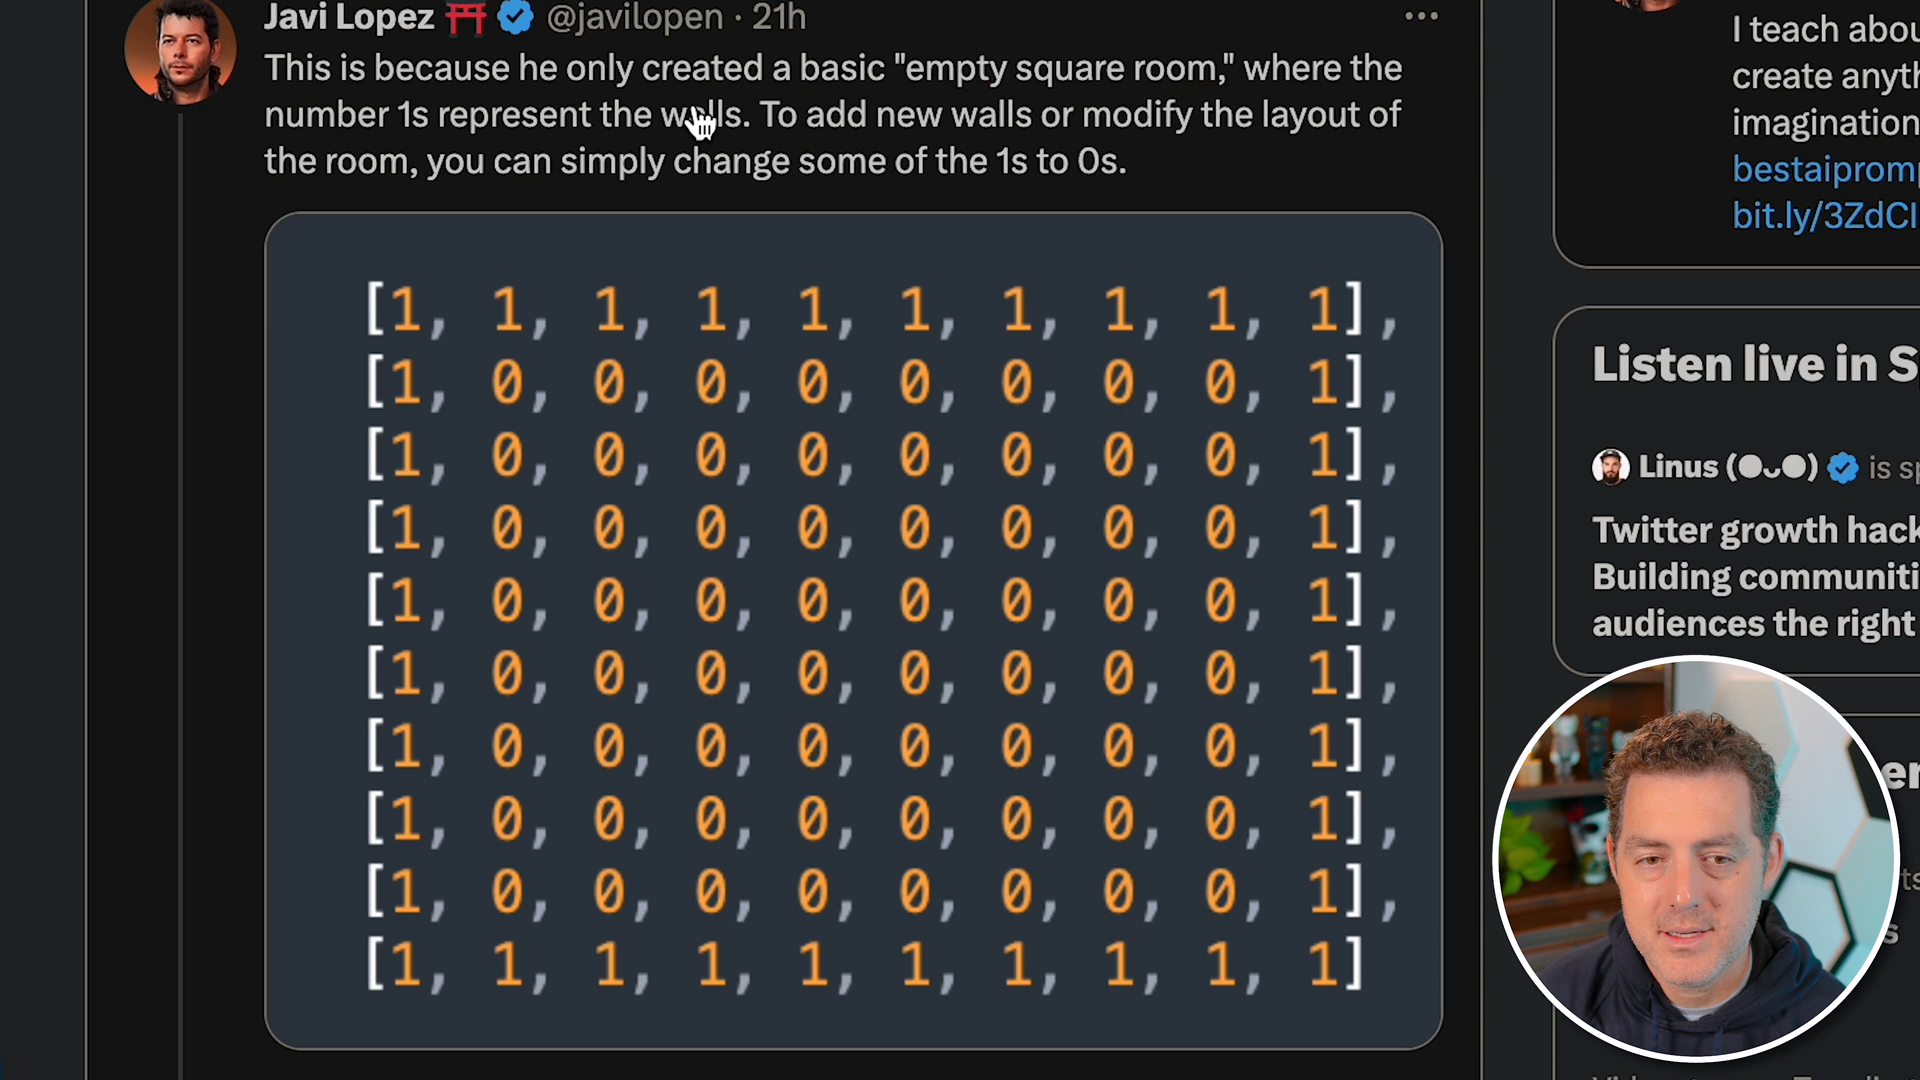 Javi Lopez @javilopen · 21h
This is because he only created a basic "empty square room," where the
number 1s represent the walls. To add new walls or modify the layout of
the room, you can simply change some of the 1s to 0s.
[1, 1, 1, 1, 1, 1, 1, 1, 1, 1],
[1, 0, 0, 0, 0, 0, 0, 0, 0, 1],
[1, 0, 0, 0, 0, 0, 0, 0, 0, 1],
[1, 0, 0, 0, 0, 0, 0, 0, 0, 1],
[1, 0, 0, 0, 0, 0, 0, 0, 0, 1],
[1, 0, 0, 0, 0, 0, 0, 0, 0, 1],
[1, 0, 0, 0, 0, 0, 0, 0, 0, 1],
[1, 0, 0, 0, 0, 0, 0, 0, 0, 1],
[1, 0, 0, 0, 0, 0, 0, 0, 0, 1],
[1, 1, 1, 1, 1, 1, 1, 1, 1, 1]
I teach abou
create anyth
imagination
bestaiprom
bit.ly/3ZdCl
Listen live in S
Linus is sp
Twitter growth hack
Building communiti
audiences the right